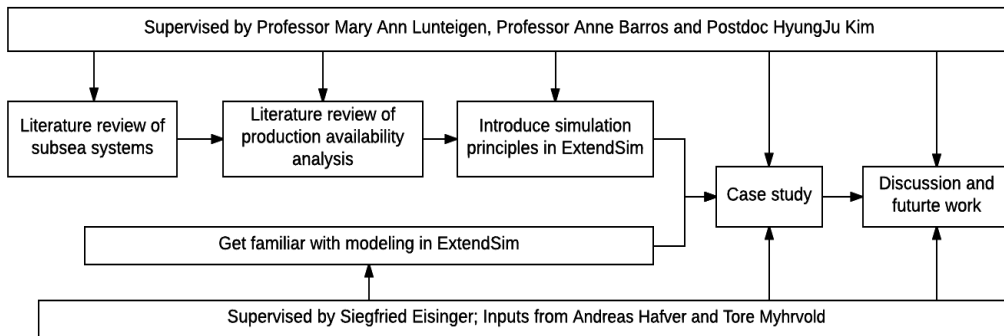 Supervised by Professor Mary Ann Lunteigen, Professor Anne Barros and Postdoc HyungJu Kim
Literature review of
subsea systems
Literature review of
production availability
analysis
Introduce simulation
principles in ExtendSim
Case study
Discussion and
futurte work
Get familiar with modeling in ExtendSim
Supervised by Siegfried Eisinger; Inputs from Andreas Hafver and Tore Myhrvold